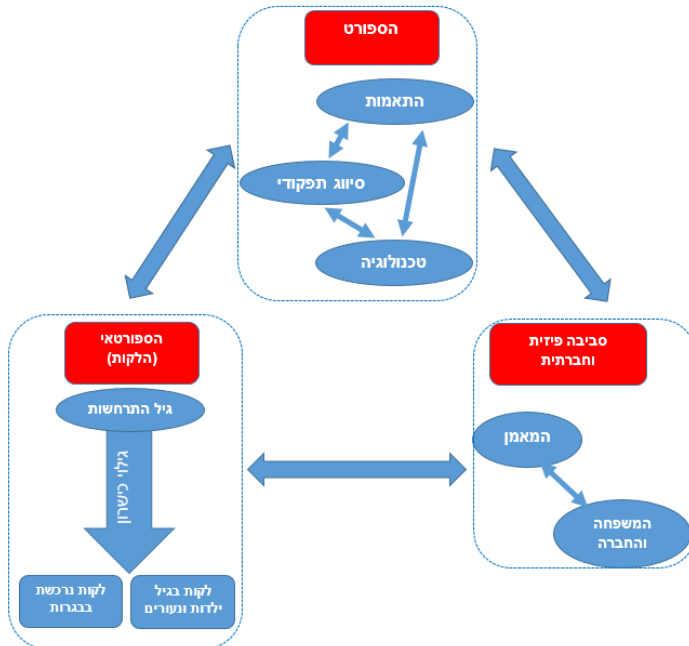 הספורט
התאמות
סיווג תפקודי
טכנולוגיה
סביבה פיזית
וחברתית
המאמן
המשפחה
והחברה
הספורטאי
(הלקות)
גיל התרחשות
גילוי כישרון
לקות בגיל
ילדות ונעורים
לקות נרכשת
בבגרות